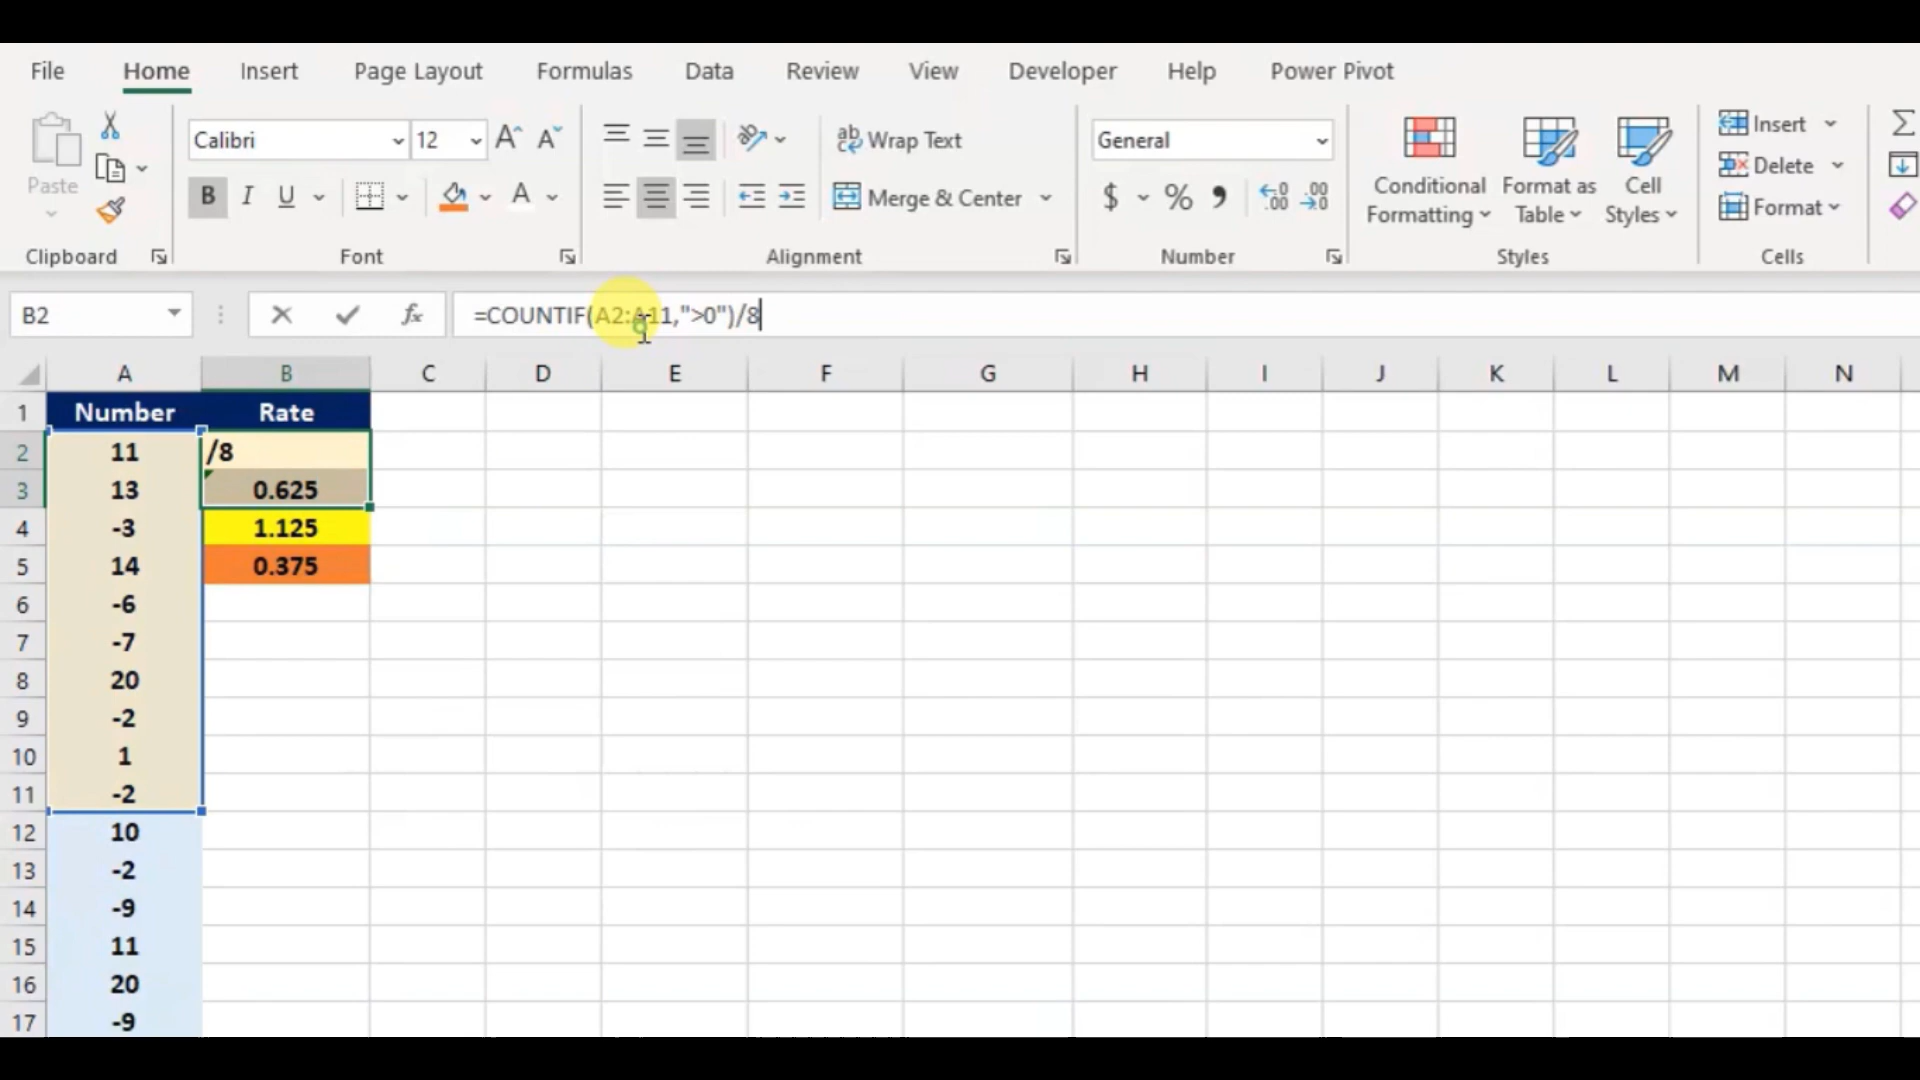 File Home Insert Page Layout Formulas Data Review View Developer Help Power Pivot
Calibri 12 A A ab Wrap Text General Insert
Paste Conditional Format as Cell Delete
B I U A Merge & Center $ % , Formatting Table Styles Format
Clipboard Font Alignment Number Styles Cells
B2 fx =COUNTIF(A2:A11,">0")/8
A B C D E F G H I J K L M N
1 Number Rate
2 11 /8
3 13 0.625
4 -3 1.125
5 14 0.375
6 -6
7 -7
8 20
9 -2
10 1
11 -2
12 10
13 -2
14 -9
15 11
16 20
17 -9